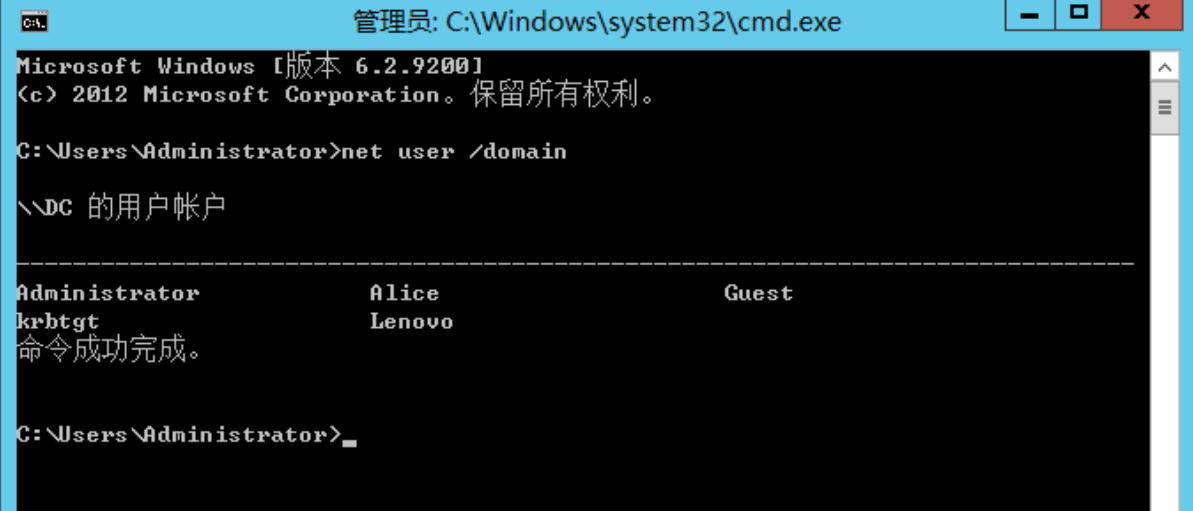 管理员: C:\Windows\system32\cmd.exe
Microsoft Windows [版本 6.2.9200]
(c) 2012 Microsoft Corporation。保留所有权利。
C:\Users\Administrator>net user /domain
\\DC 的用户帐户
-------------------------------------------------------------------------------
Administrator Alice Guest
krbtgt Lenovo
命令成功完成。
C:\Users\Administrator>_